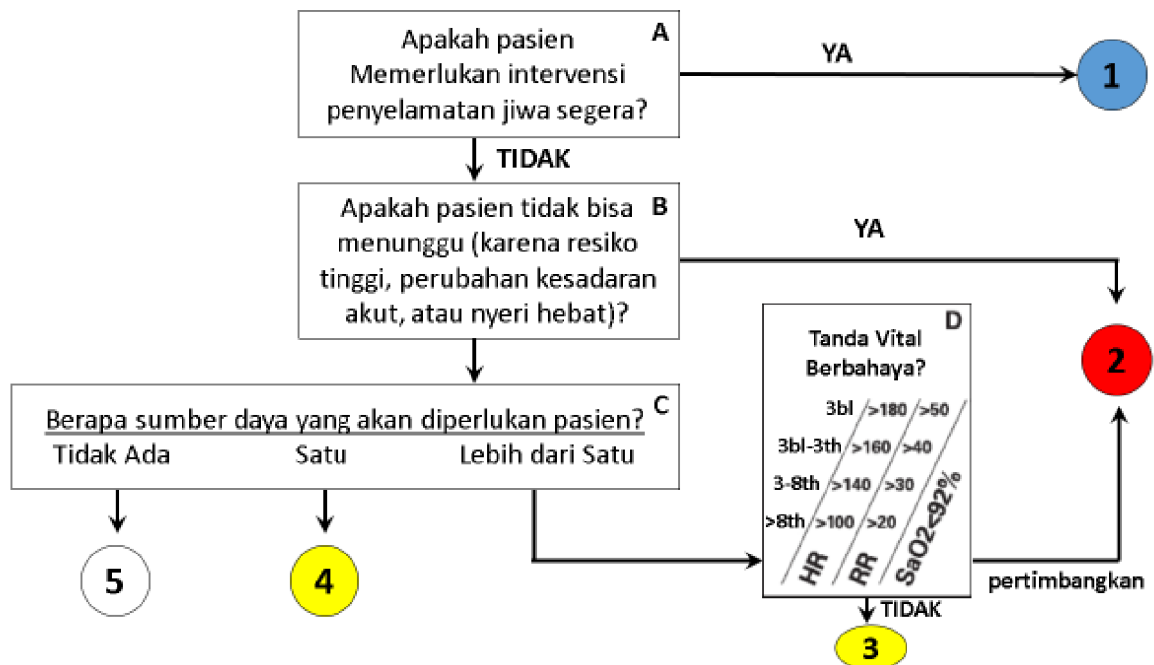 A
Apakah pasien
Memerlukan intervensi
penyelamatan jiwa segera?
YA
1
TIDAK
B
Apakah pasien tidak bisa
menunggu (karena resiko
tinggi, perubahan kesadaran
akut, atau nyeri hebat)?
YA
2
C
Berapa sumber daya yang akan diperlukan pasien?
Tidak Ada Satu Lebih dari Satu
5
4
D
Tanda Vital
Berbahaya?
3bl >180 >50
3bl-3th >160 >40
3-8th >140 >30
>8th >100 >20
HR RR SaO2<92%
pertimbangkan
TIDAK
3